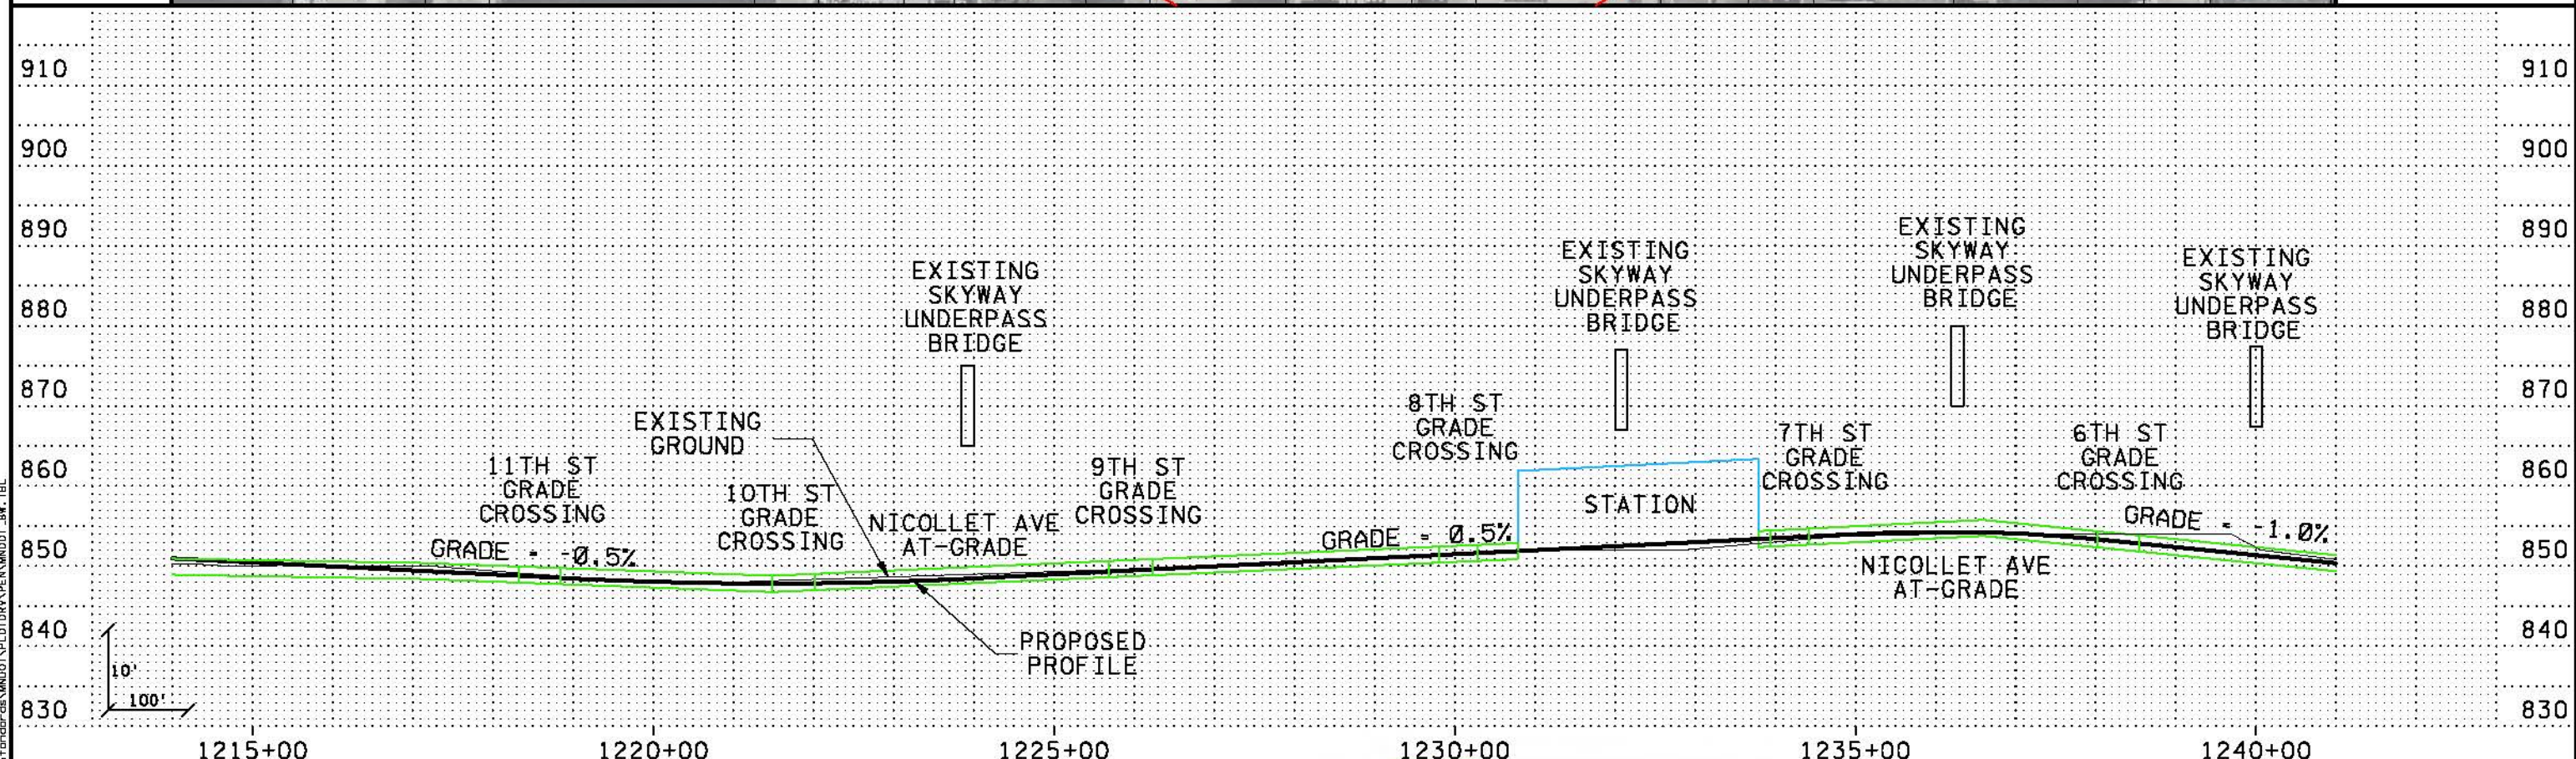 910
910
900
900
890
890
880
880
870
870
860
860
850
850
840
840
830
830
EXISTING
SKYWAY
UNDERPASS
BRIDGE
EXISTING
SKYWAY
UNDERPASS
BRIDGE
EXISTING
SKYWAY
UNDERPASS
BRIDGE
EXISTING
SKYWAY
UNDERPASS
BRIDGE
EXISTING
GROUND
11TH ST
GRADE
CROSSING
10TH ST
GRADE
CROSSING
9TH ST
GRADE
CROSSING
8TH ST
GRADE
CROSSING
7TH ST
GRADE
CROSSING
6TH ST
GRADE
CROSSING
STATION
GRADE = -0.5%
NICOLLET AVE
AT-GRADE
GRADE = 0.5%
GRADE = -1.0%
NICOLLET AVE
AT-GRADE
PROPOSED
PROFILE
10'
100'
1215+00
1220+00
1225+00
1230+00
1235+00
1240+00